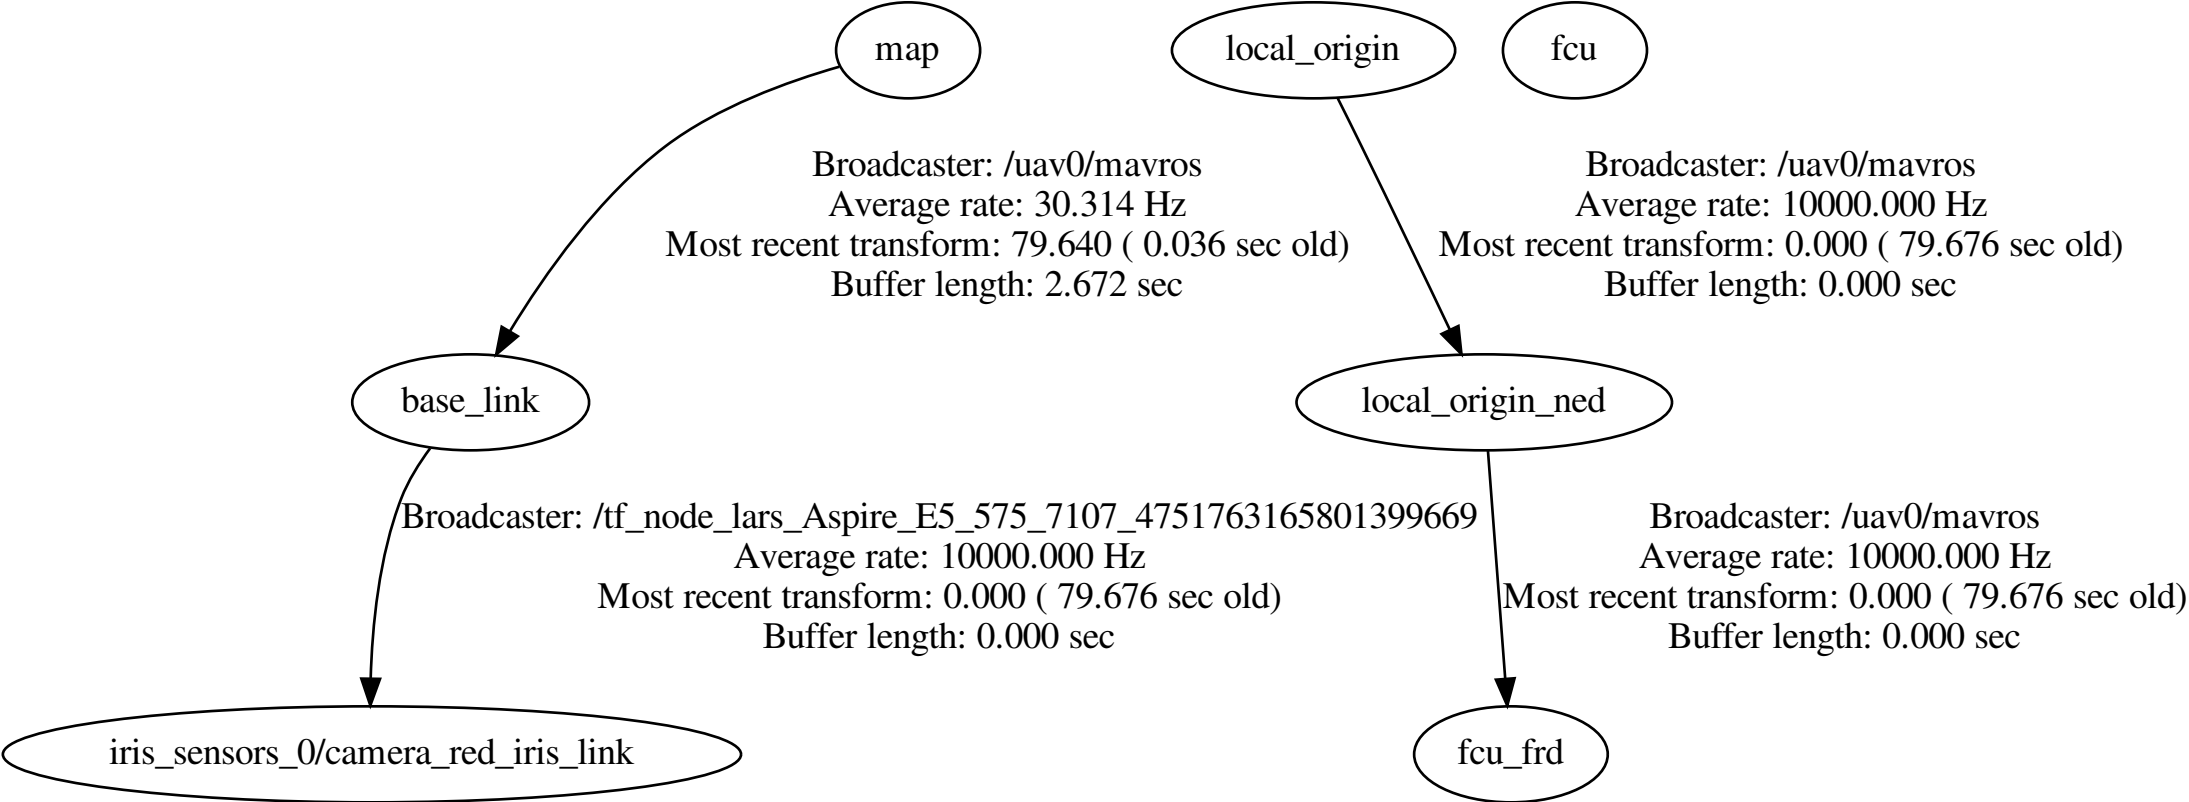 map
local_origin
fcu
Broadcaster: /uav0/mavros
Average rate: 30.314 Hz
Most recent transform: 79.640 ( 0.036 sec old)
Buffer length: 2.672 sec
Broadcaster: /uav0/mavros
Average rate: 10000.000 Hz
Most recent transform: 0.000 ( 79.676 sec old)
Buffer length: 0.000 sec
base_link
local_origin_ned
Broadcaster: /tf_node_lars_Aspire_E5_575_7107_4751763165801399669
Average rate: 10000.000 Hz
Most recent transform: 0.000 ( 79.676 sec old)
Buffer length: 0.000 sec
Broadcaster: /uav0/mavros
Average rate: 10000.000 Hz
Most recent transform: 0.000 ( 79.676 sec old)
Buffer length: 0.000 sec
iris_sensors_0/camera_red_iris_link
fcu_frd